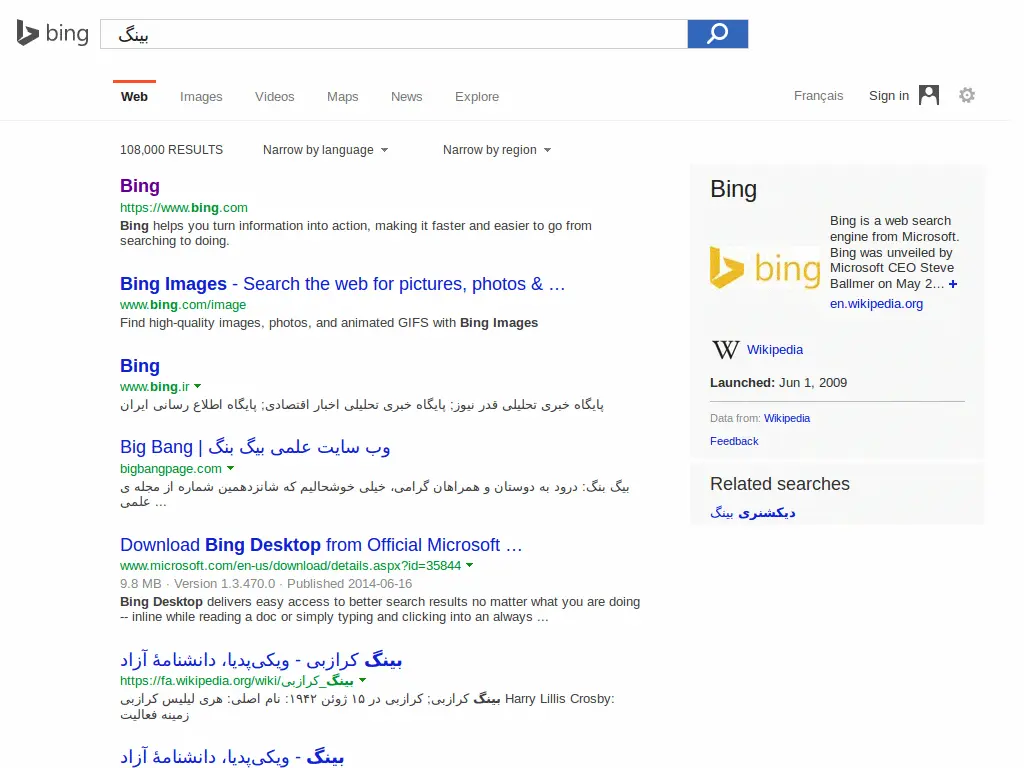 bing
بینگ
Web Images Videos Maps News Explore
Français Sign in
108,000 RESULTS Narrow by language Narrow by region
Bing
https://www.bing.com
Bing helps you turn information into action, making it faster and easier to go from
searching to doing.
Bing Images - Search the web for pictures, photos & …
www.bing.com/image
Find high-quality images, photos, and animated GIFS with Bing Images
Bing
www.bing.ir
پایگاه خبری تحلیلی قدر نیوز; پایگاه خبری تحلیلی اخبار اقتصادی; پایگاه اطلاع رسانی ایران
Big Bang | وب سایت علمی بیگ بنگ
bigbangpage.com
بیگ بنگ: درود به دوستان و همراهان گرامی، خیلی خوشحالیم که شانزدهمین شماره از مجله ی
علمی ...
Download Bing Desktop from Official Microsoft …
www.microsoft.com/en-us/download/details.aspx?id=35844
9.8 MB · Version 1.3.470.0 · Published 2014-06-16
Bing Desktop delivers easy access to better search results no matter what you are doing
-- inline while reading a doc or simply typing and clicking into an always ...
بینگ کرازبی - ویکی‌پدیا، دانشنامهٔ آزاد
https://fa.wikipedia.org/wiki/بینگ_کرازبی
بینگ کرازبی; کرازبی در ۱۵ ژوئن ۱۹۴۲: نام اصلی: هری لیلیس کرازبی Harry Lillis Crosby:
زمینه فعالیت
بینگ - ویکی‌پدیا، دانشنامهٔ آزاد
Bing
bing
Bing is a web search
engine from Microsoft.
Bing was unveiled by
Microsoft CEO Steve
Ballmer on May 2… +
en.wikipedia.org
W Wikipedia
Launched: Jun 1, 2009
Data from: Wikipedia
Feedback
Related searches
دیکشنری بینگ